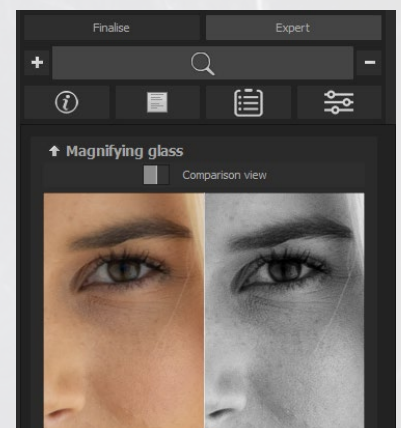 Finalise Expert
+ -
Magnifying glass
Comparison view